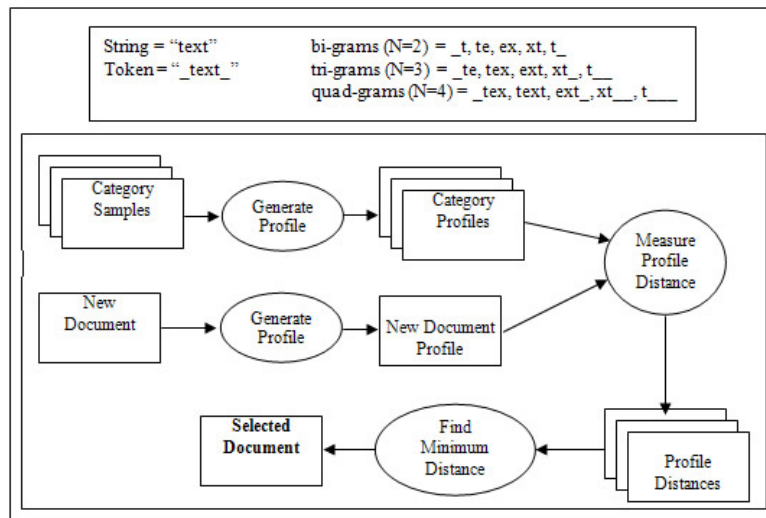 String = “text” bi-grams (N=2) = _t, te, ex, xt, t_
Token = “_text_” tri-grams (N=3) = _te, tex, ext, xt_, t__
quad-grams (N=4) = _tex, text, ext_, xt__, t___
Category
Samples
Generate
Profile
Category
Profiles
Measure
Profile
Distance
New
Document
Generate
Profile
New Document
Profile
Selected
Document
Find
Minimum
Distance
Profile
Distances